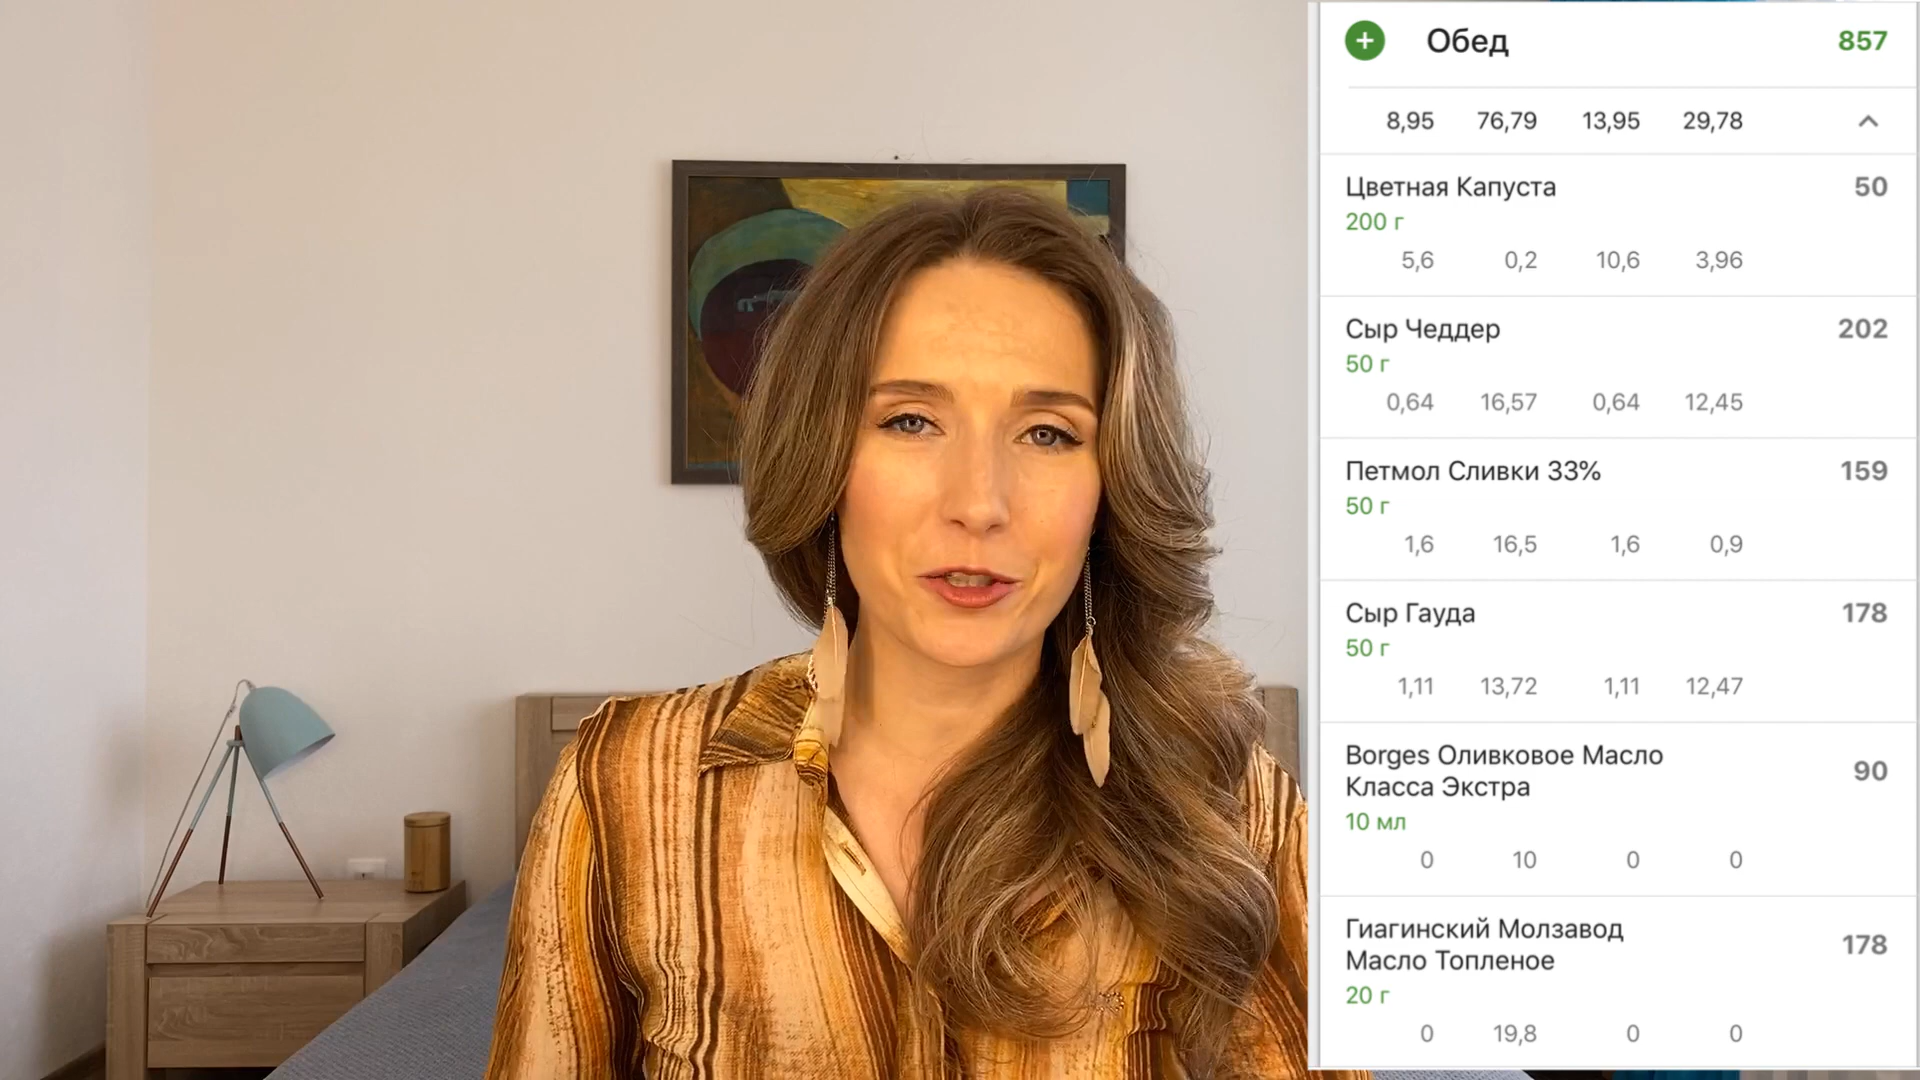 Обед 857
8,95 76,79 13,95 29,78
Цветная Капуста 50
200 г
5,6 0,2 10,6 3,96
Сыр Чеддер 202
50 г
0,64 16,57 0,64 12,45
Петмол Сливки 33% 159
50 г
1,6 16,5 1,6 0,9
Сыр Гауда 178
50 г
1,11 13,72 1,11 12,47
Borges Оливковое Масло
Класса Экстра 90
10 мл
0 10 0 0
Гиагинский Молзавод
Масло Топленое 178
20 г
0 19,8 0 0